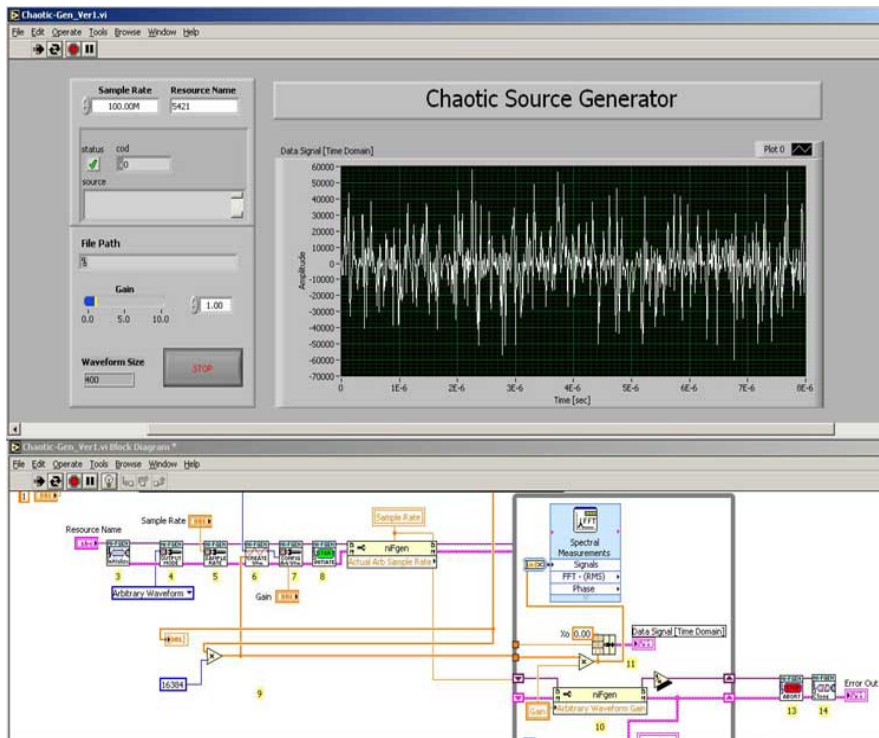 Chaotic-Gen_Ver1.vi
File Edit Operate Tools Browse Window Help
Sample Rate Resource Name
100.00M 5421
status cod
0
source
File Path
%
Gain
1.00
0.0 5.0 10.0
Waveform Size
400
STOP
Chaotic Source Generator
Data Signal [Time Domain]
Plot 0
60000
50000
40000
30000
20000
10000
0
-10000
-20000
-30000
-40000
-50000
-60000
-70000
Amplitude
0 1E-6 2E-6 3E-6 4E-6 5E-6 6E-6 7E-6 8E-6
Time [sec]
Chaotic-Gen_Ver1.vi Block Diagram *
File Edit Operate Tools Browse Window Help
1
Resource Name
Sample Rate
Sample Rate
niFgen
Actual Arb Sample Rate
3 4 5 6 7 8
Arbitrary Waveform
Gain
16384
9
FFT
Spectral
Measurements
Signals
FFT - (RMS)
Phase
Xo 0.00
Data Signal [Time Domain]
11
niFgen
Arbitrary Waveform Gain
Gain
10
13 14
Error Out